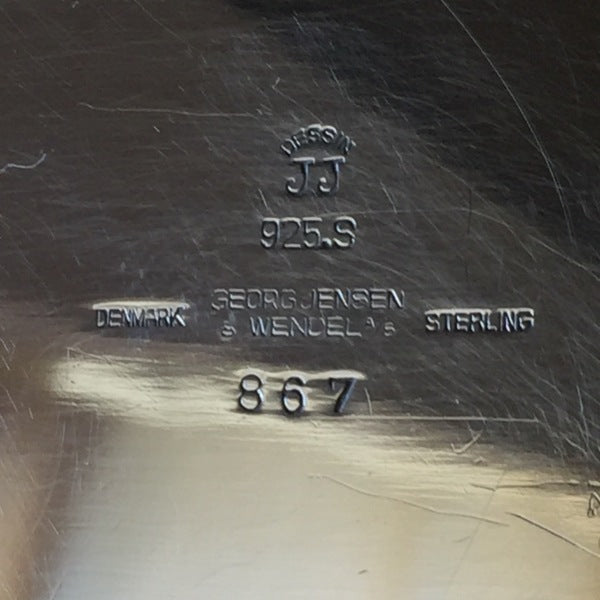 DESSIN
JJ
925.S
GEORG JENSEN
& WENDEL A/S
DENMARK
STERLING
867